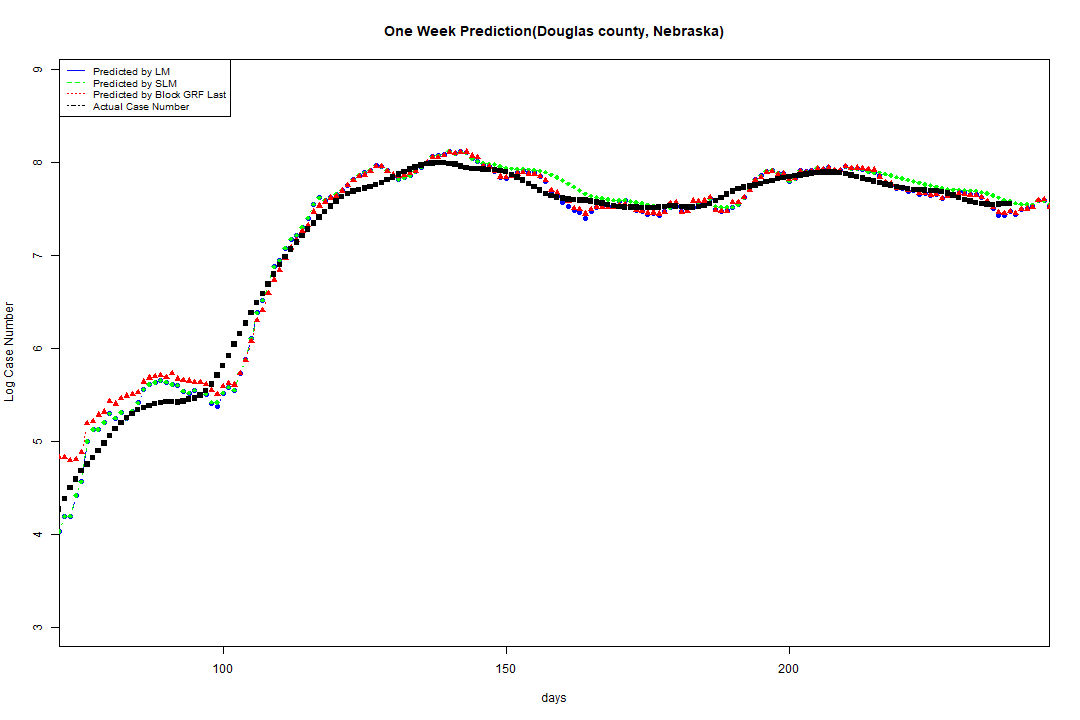 One Week Prediction(Douglas county, Nebraska)
Predicted by LM
Predicted by SLM
Predicted by Block GRF Last
Actual Case Number
9
8
7
6
5
4
3
Log Case Number
100 150 200
days